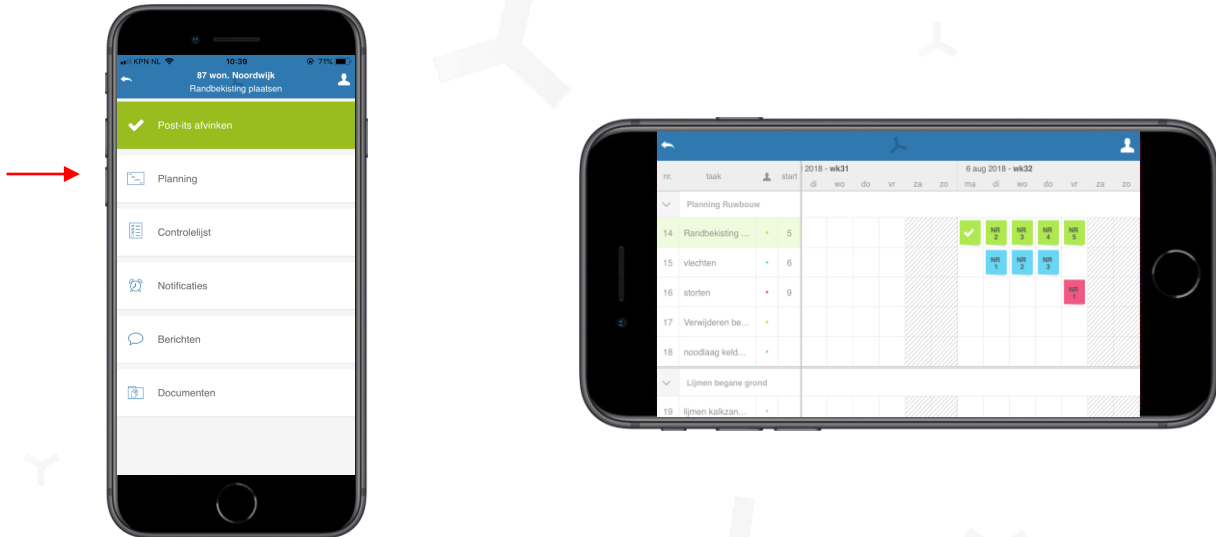 KPN NL 10:39 71%
87 won. Noordwijk
Randbekisting plaatsen
Post-its afvinken
Planning
Controlelijst
Notificaties
Berichten
Documenten
2018 - wk31 6 aug 2018 - wk32
nr. taak start di wo do vr za zo ma di wo do vr za zo
Planning Ruwbouw
14 Randbekisting ... 5 NR 2 NR 3 NR 4 NR 5
15 vlechten 6 NR 1 NR 2 NR 3
16 storten 9 NR 1
17 Verwijderen be...
18 noodlaag keld...
Lijmen begane grond
19 lijmen kalkzan...